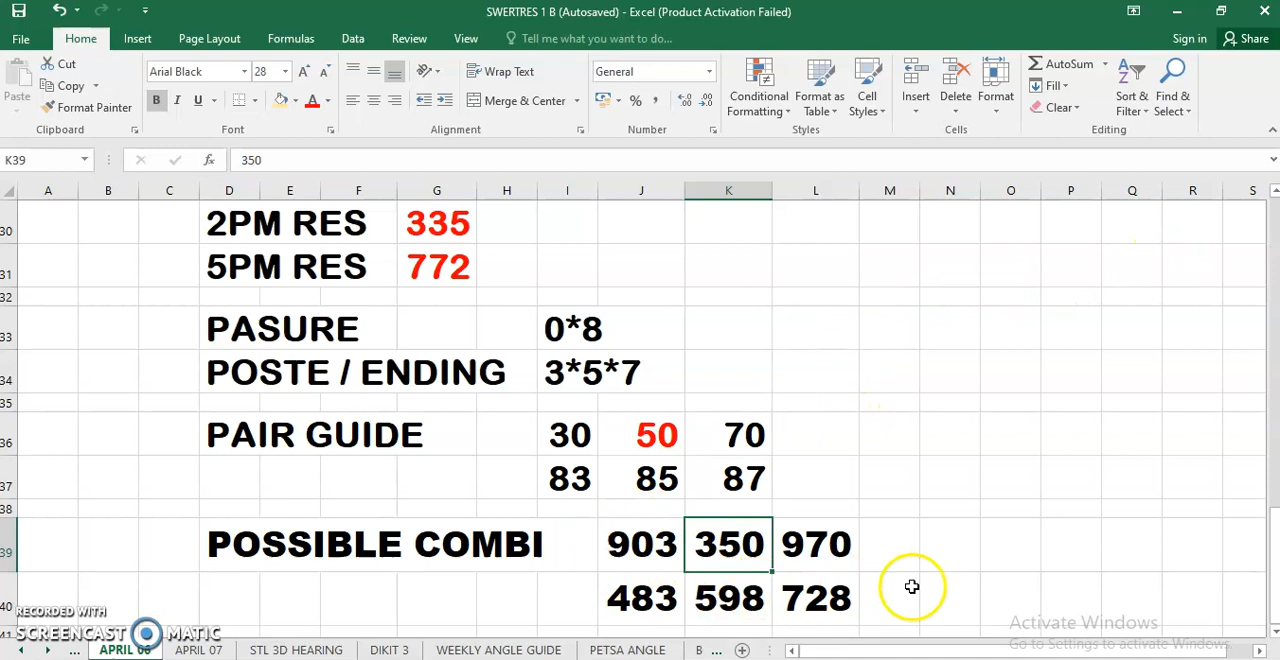 SWERTRES 1 B (Autosaved) - Excel (Product Activation Failed)
File Home Insert Page Layout Formulas Data Review View Tell me what you want to do... Sign in Share
Cut
Copy
Format Painter
Paste
Clipboard
Arial Black 28
B I U
Font
Wrap Text
Merge & Center
Alignment
General
Number
Conditional Formatting
Format as Table
Cell Styles
Styles
Insert Delete Format
Cells
AutoSum
Fill
Clear
Sort & Filter
Find & Select
Editing
K39 fx 350
A B C D E F G H I J K L M N O P Q R S
30 2PM RES 335
31 5PM RES 772
32
33 PASURE 0*8
34 POSTE / ENDING 3*5*7
35
36 PAIR GUIDE 30 50 70
37 83 85 87
38
39 POSSIBLE COMBI 903 350 970
40 483 598 728
41
RECORDED WITH
SCREENCAST MATIC
Activate Windows
Go to Settings to activate Windows.
... APRIL 06 APRIL 07 STL 3D HEARING DIKIT 3 WEEKLY ANGLE GUIDE PETSA ANGLE B ...